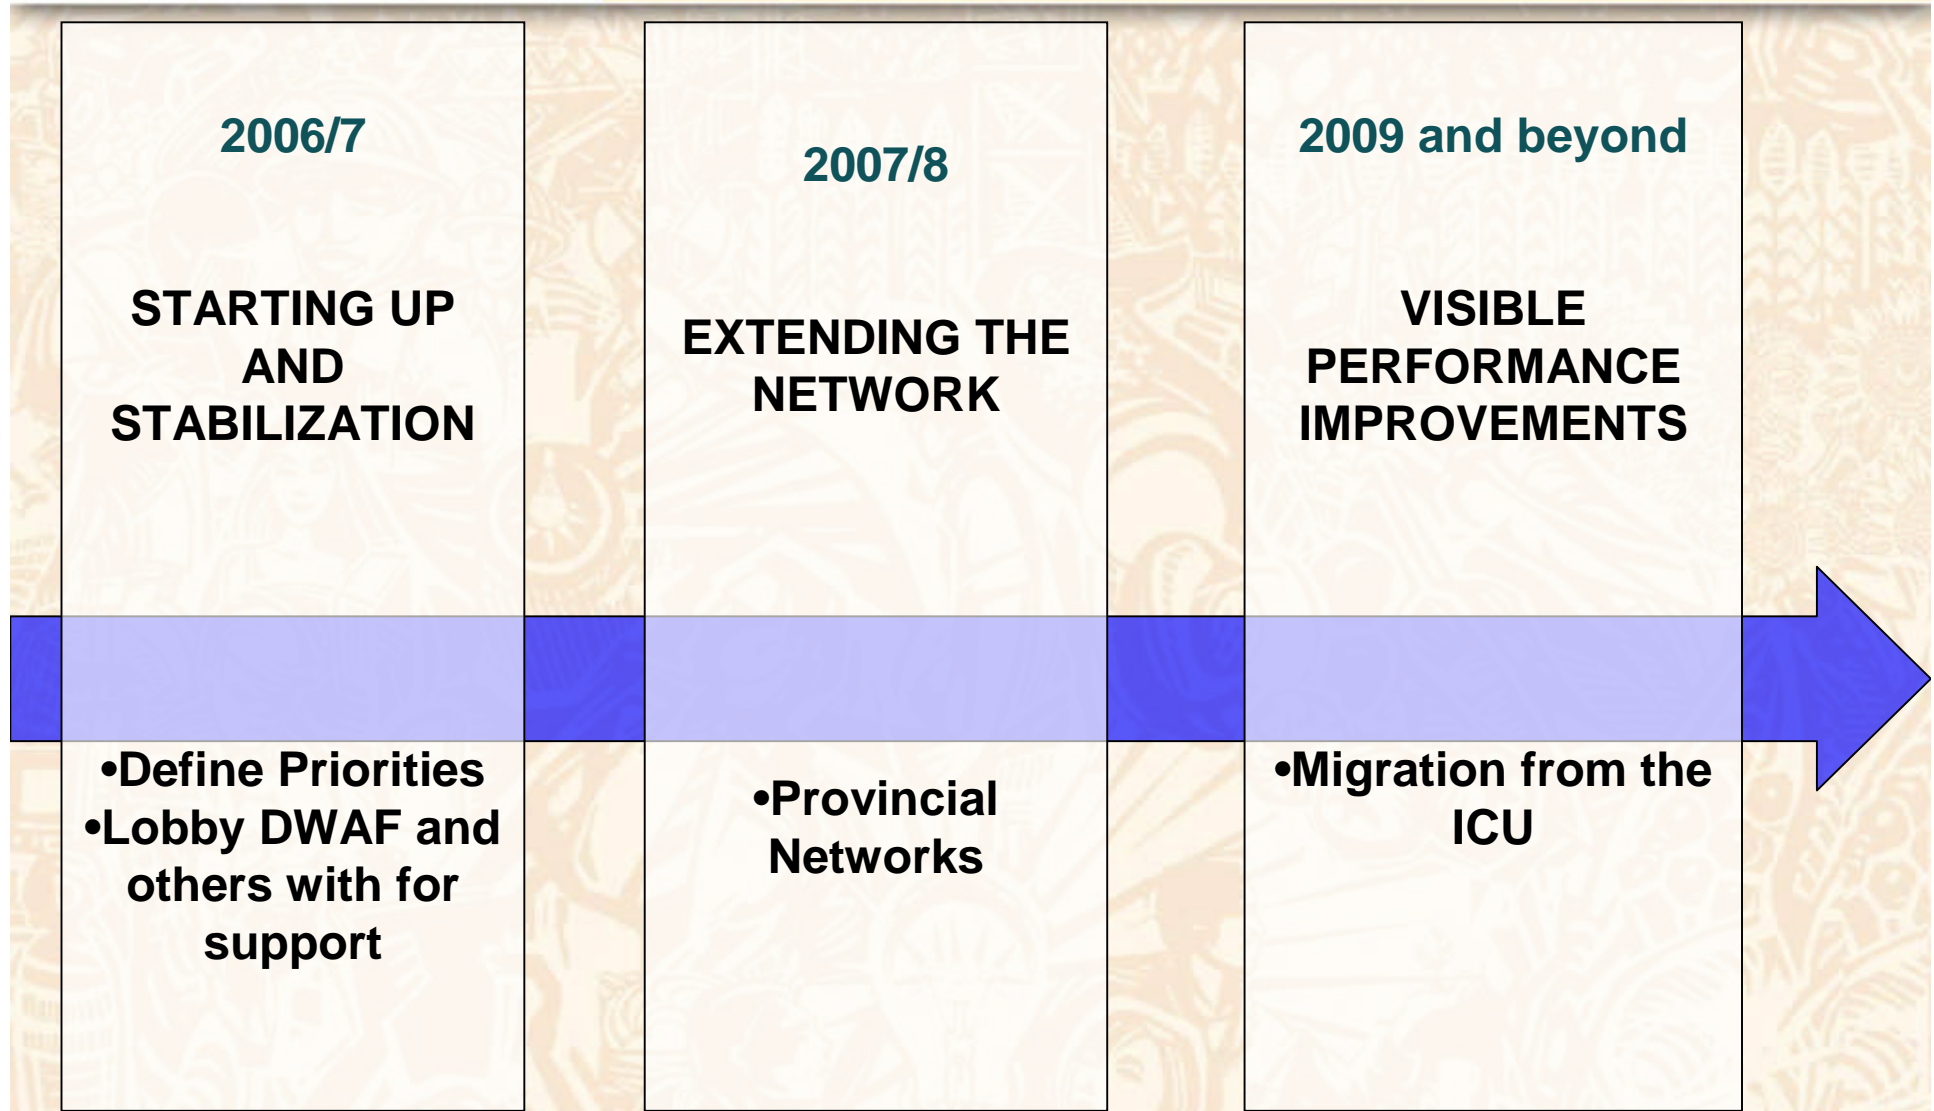 2006/7
STARTING UP
AND
STABILIZATION
•Define Priorities
•Lobby DWAF and
others with for
support
2007/8
EXTENDING THE
NETWORK
•Provincial
Networks
2009 and beyond
VISIBLE
PERFORMANCE
IMPROVEMENTS
•Migration from the
ICU